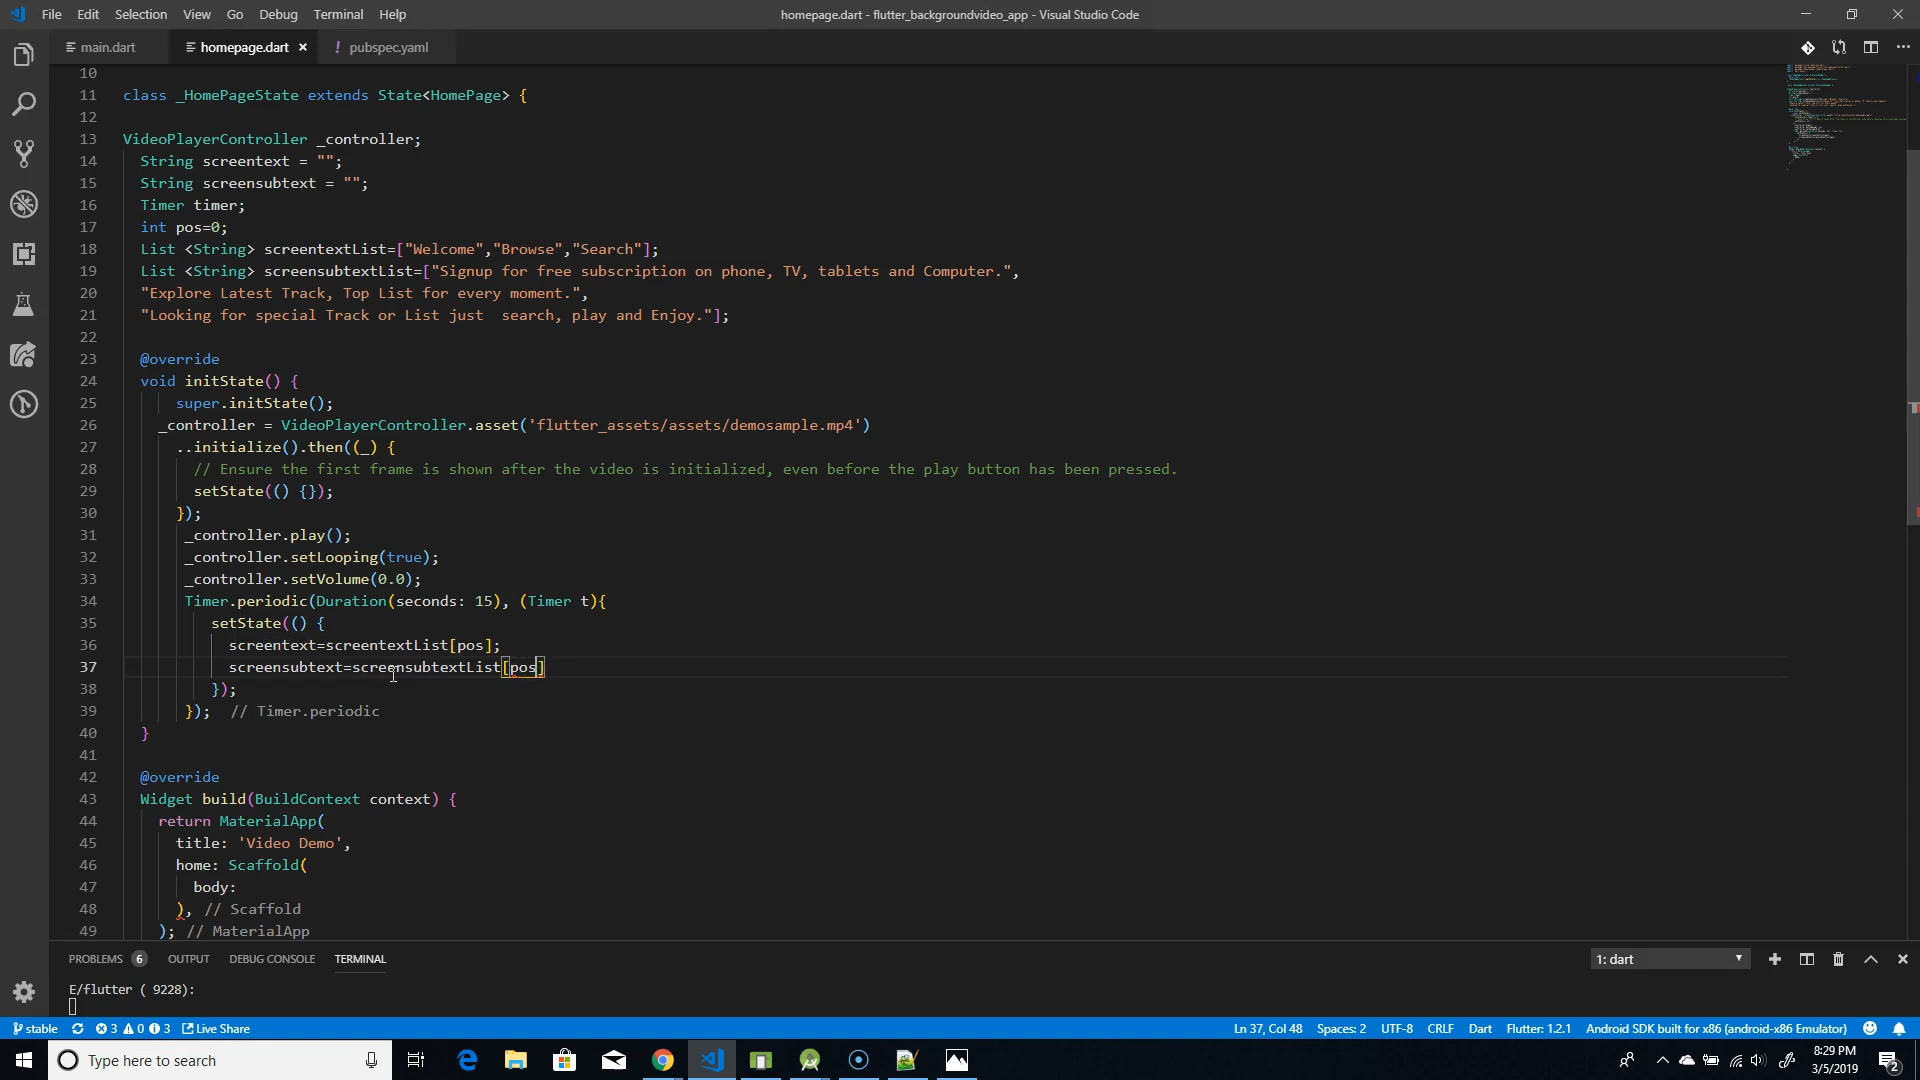 File Edit Selection View Go Debug Terminal Help
homepage.dart - flutter_backgroundvideo_app - Visual Studio Code
main.dart homepage.dart × ! pubspec.yaml
10
11 class _HomePageState extends State<HomePage> {
12
13 VideoPlayerController _controller;
14 String screentext = "";
15 String screensubtext = "";
16 Timer timer;
17 int pos=0;
18 List <String> screentextList=["Welcome","Browse","Search"];
19 List <String> screensubtextList=["Signup for free subscription on phone, TV, tablets and Computer.",
20 "Explore Latest Track, Top List for every moment.",
21 "Looking for special Track or List just  search, play and Enjoy."];
22
23 @override
24 void initState() {
25 super.initState();
26 _controller = VideoPlayerController.asset('flutter_assets/assets/demosample.mp4')
27 ..initialize().then((_) {
28 // Ensure the first frame is shown after the video is initialized, even before the play button has been pressed.
29 setState(() {});
30 });
31 _controller.play();
32 _controller.setLooping(true);
33 _controller.setVolume(0.0);
34 Timer.periodic(Duration(seconds: 15), (Timer t){
35 setState(() {
36 screentext=screentextList[pos];
37 screensubtext=screensubtextList[pos]
38 });
39 }); // Timer.periodic
40 }
41
42 @override
43 Widget build(BuildContext context) {
44 return MaterialApp(
45 title: 'Video Demo',
46 home: Scaffold(
47 body:
48 ), // Scaffold
49 ); // MaterialApp
PROBLEMS 6 OUTPUT DEBUG CONSOLE TERMINAL 1: dart
E/flutter ( 9228):
stable 3 0 3 Live Share Ln 37, Col 48 Spaces: 2 UTF-8 CRLF Dart Flutter: 1.2.1 Android SDK built for x86 (android-x86 Emulator)
Type here to search
8:29 PM
3/5/2019
2